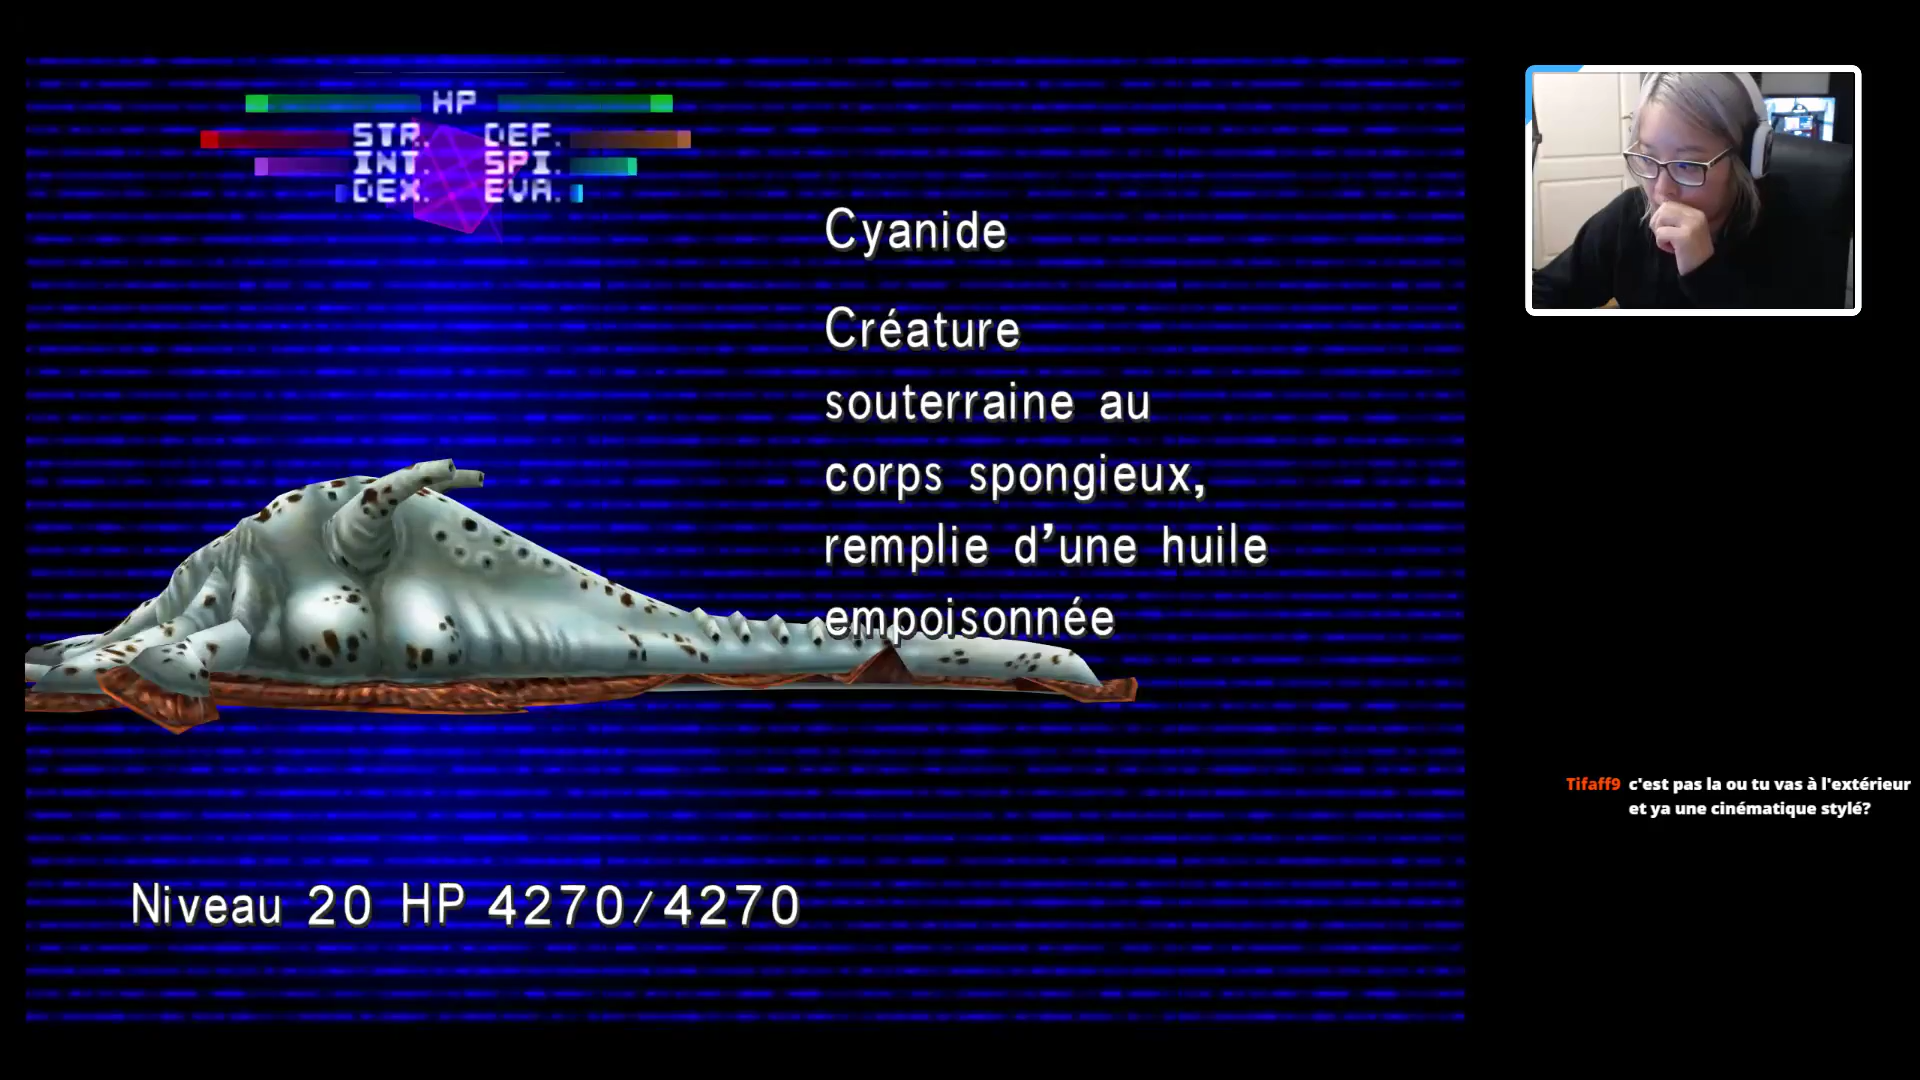 HP
STR. DEF.
INT. SPI.
DEX. EVA.
Cyanide
Créature
souterraine au
corps spongieux,
remplie d'une huile
empoisonnée
Niveau 20 HP 4270/4270
Tifaff9 c'est pas la ou tu vas à l'extérieur
et ya une cinématique stylé?